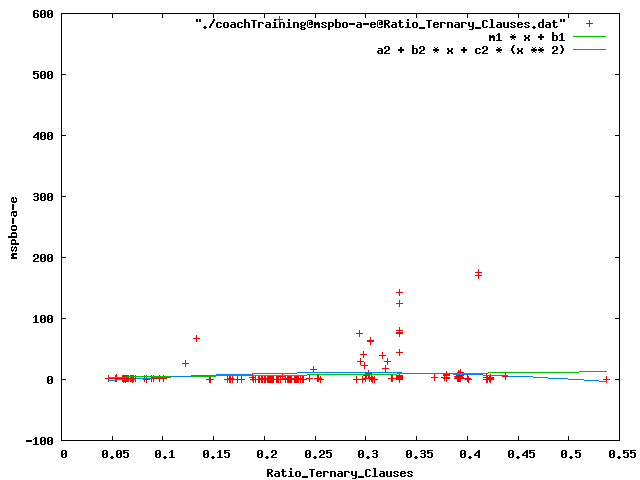 600
"./coachTraining@mspbo-a-e@Ratio_Ternary_Clauses.dat"
m1 * x + b1
a2 + b2 * x + c2 * (x ** 2)
500
400
300
mspbo-a-e
200
100
0
-100
0 0.05 0.1 0.15 0.2 0.25 0.3 0.35 0.4 0.45 0.5 0.55
Ratio_Ternary_Clauses